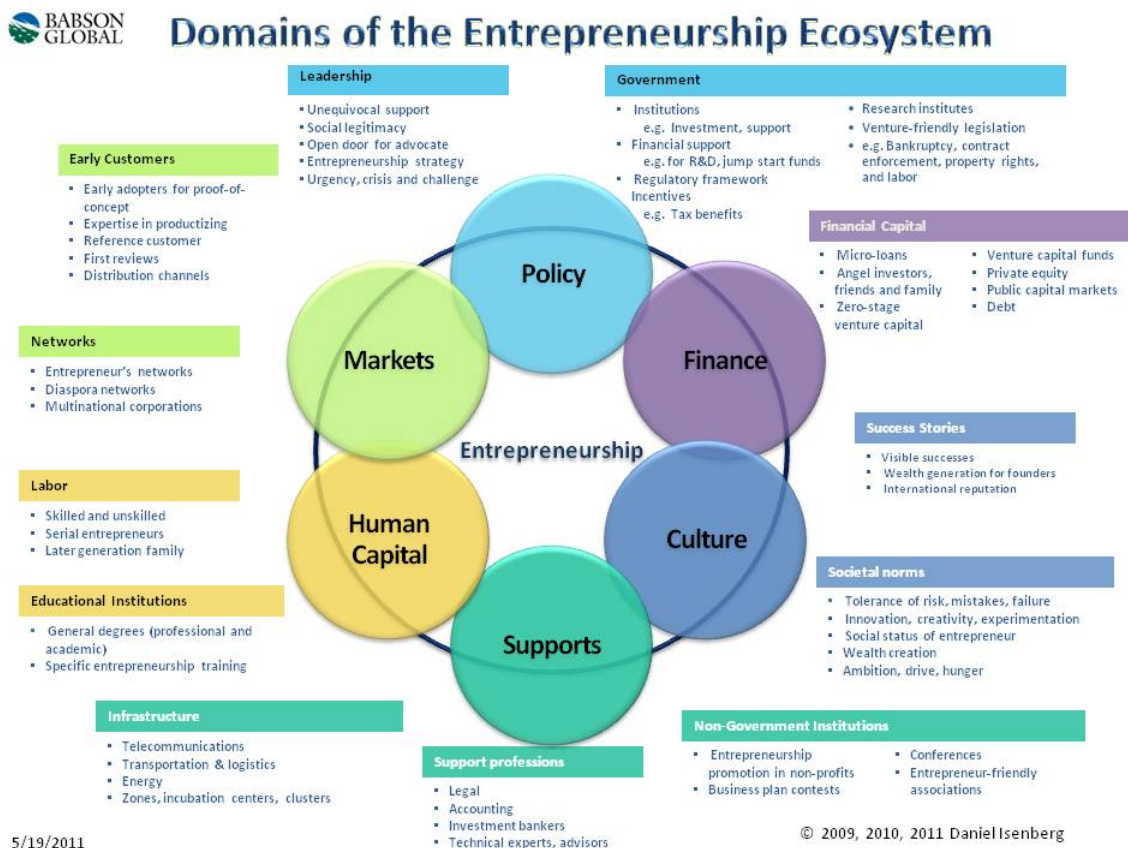 BABSON
GLOBAL
Domains of the Entrepreneurship Ecosystem
Leadership
▪ Unequivocal support
▪ Social legitimacy
▪ Open door for advocate
▪ Entrepreneurship strategy
▪ Urgency, crisis and challenge
Government
▪ Institutions
e.g. Investment, support
▪ Financial support
e.g. for R&D, jump start funds
▪ Regulatory framework
Incentives
e.g. Tax benefits
• Research institutes
• Venture-friendly legislation
• e.g. Bankruptcy, contract
enforcement, property rights,
and labor
Early Customers
▪ Early adopters for proof-of-
concept
▪ Expertise in productizing
▪ Reference customer
▪ First reviews
▪ Distribution channels
Financial Capital
▪ Micro-loans
▪ Angel investors,
friends and family
▪ Zero-stage
venture capital
▪ Venture capital funds
▪ Private equity
▪ Public capital markets
▪ Debt
Networks
▪ Entrepreneur's networks
▪ Diaspora networks
▪ Multinational corporations
Policy
Markets
Finance
Entrepreneurship
Human
Capital
Culture
Supports
Success Stories
▪ Visible successes
▪ Wealth generation for founders
▪ International reputation
Labor
▪ Skilled and unskilled
▪ Serial entrepreneurs
▪ Later generation family
Societal norms
▪ Tolerance of risk, mistakes, failure
▪ Innovation, creativity, experimentation
▪ Social status of entrepreneur
▪ Wealth creation
▪ Ambition, drive, hunger
Educational Institutions
▪ General degrees (professional and
academic)
▪ Specific entrepreneurship training
Infrastructure
▪ Telecommunications
▪ Transportation & logistics
▪ Energy
▪ Zones, incubation centers, clusters
Support professions
▪ Legal
▪ Accounting
▪ Investment bankers
▪ Technical experts, advisors
Non-Government Institutions
▪ Entrepreneurship
promotion in non-profits
▪ Business plan contests
▪ Conferences
▪ Entrepreneur-friendly
associations
5/19/2011
© 2009, 2010, 2011 Daniel Isenberg